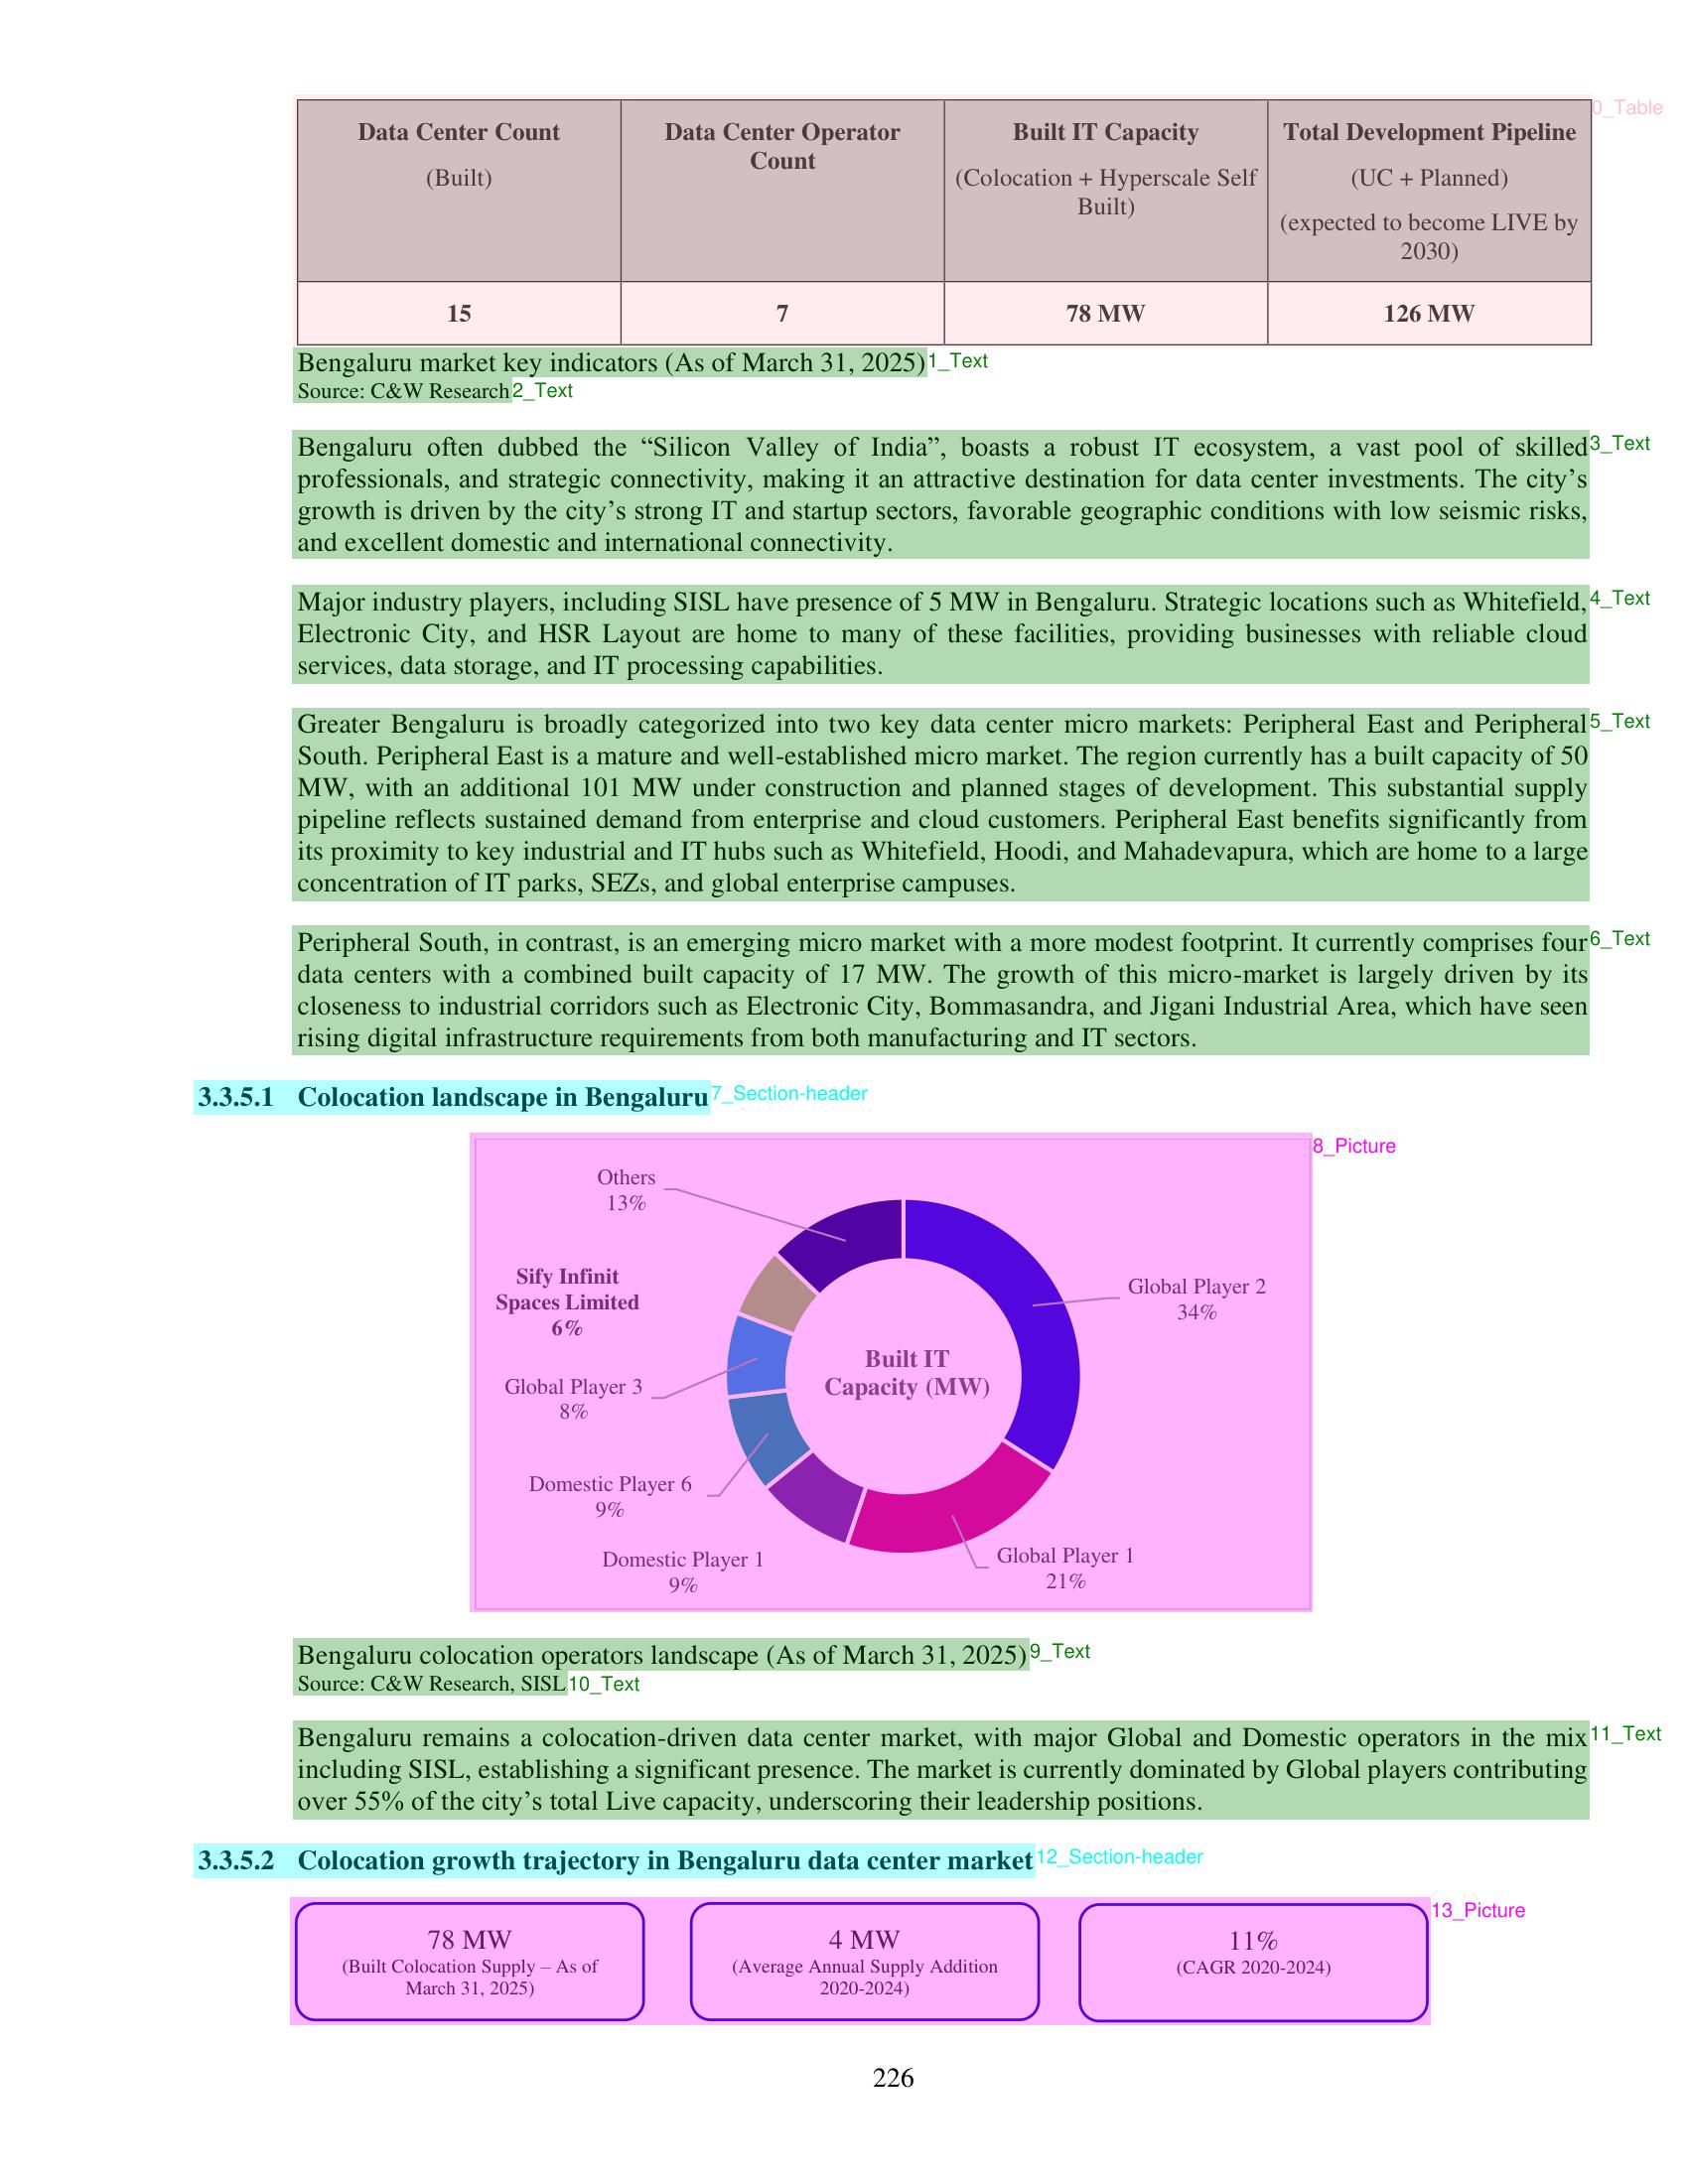 Data Center Count
(Built)
Data Center Operator
Count
Built IT Capacity
(Colocation + Hyperscale Self
Built)
Total Development Pipeline
(UC + Planned)
(expected to become LIVE by
2030)
0_Table
15
7
78 MW
126 MW
Bengaluru market key indicators (As of March 31, 2025)
1_Text
Source: C&W Research
2_Text
Bengaluru often dubbed the “Silicon Valley of India”, boasts a robust IT ecosystem, a vast pool of skilled
3_Text
professionals, and strategic connectivity, making it an attractive destination for data center investments. The city’s
growth is driven by the city’s strong IT and startup sectors, favorable geographic conditions with low seismic risks,
and excellent domestic and international connectivity.
Major industry players, including SISL have presence of 5 MW in Bengaluru. Strategic locations such as Whitefield,
4_Text
Electronic City, and HSR Layout are home to many of these facilities, providing businesses with reliable cloud
services, data storage, and IT processing capabilities.
Greater Bengaluru is broadly categorized into two key data center micro markets: Peripheral East and Peripheral
5_Text
South. Peripheral East is a mature and well-established micro market. The region currently has a built capacity of 50
MW, with an additional 101 MW under construction and planned stages of development. This substantial supply
pipeline reflects sustained demand from enterprise and cloud customers. Peripheral East benefits significantly from
its proximity to key industrial and IT hubs such as Whitefield, Hoodi, and Mahadevapura, which are home to a large
concentration of IT parks, SEZs, and global enterprise campuses.
Peripheral South, in contrast, is an emerging micro market with a more modest footprint. It currently comprises four
6_Text
data centers with a combined built capacity of 17 MW. The growth of this micro-market is largely driven by its
closeness to industrial corridors such as Electronic City, Bommasandra, and Jigani Industrial Area, which have seen
rising digital infrastructure requirements from both manufacturing and IT sectors.
3.3.5.1 Colocation landscape in Bengaluru
7_Section-header
8_Picture
Others
13%
Sify Infinit
Spaces Limited
6%
Global Player 2
34%
Built IT
Capacity (MW)
Global Player 3
8%
Domestic Player 6
9%
Domestic Player 1
9%
Global Player 1
21%
Bengaluru colocation operators landscape (As of March 31, 2025)
9_Text
Source: C&W Research, SISL
10_Text
Bengaluru remains a colocation-driven data center market, with major Global and Domestic operators in the mix
11_Text
including SISL, establishing a significant presence. The market is currently dominated by Global players contributing
over 55% of the city’s total Live capacity, underscoring their leadership positions.
3.3.5.2 Colocation growth trajectory in Bengaluru data center market
12_Section-header
13_Picture
78 MW
(Built Colocation Supply – As of
March 31, 2025)
4 MW
(Average Annual Supply Addition
2020-2024)
11%
(CAGR 2020-2024)
226